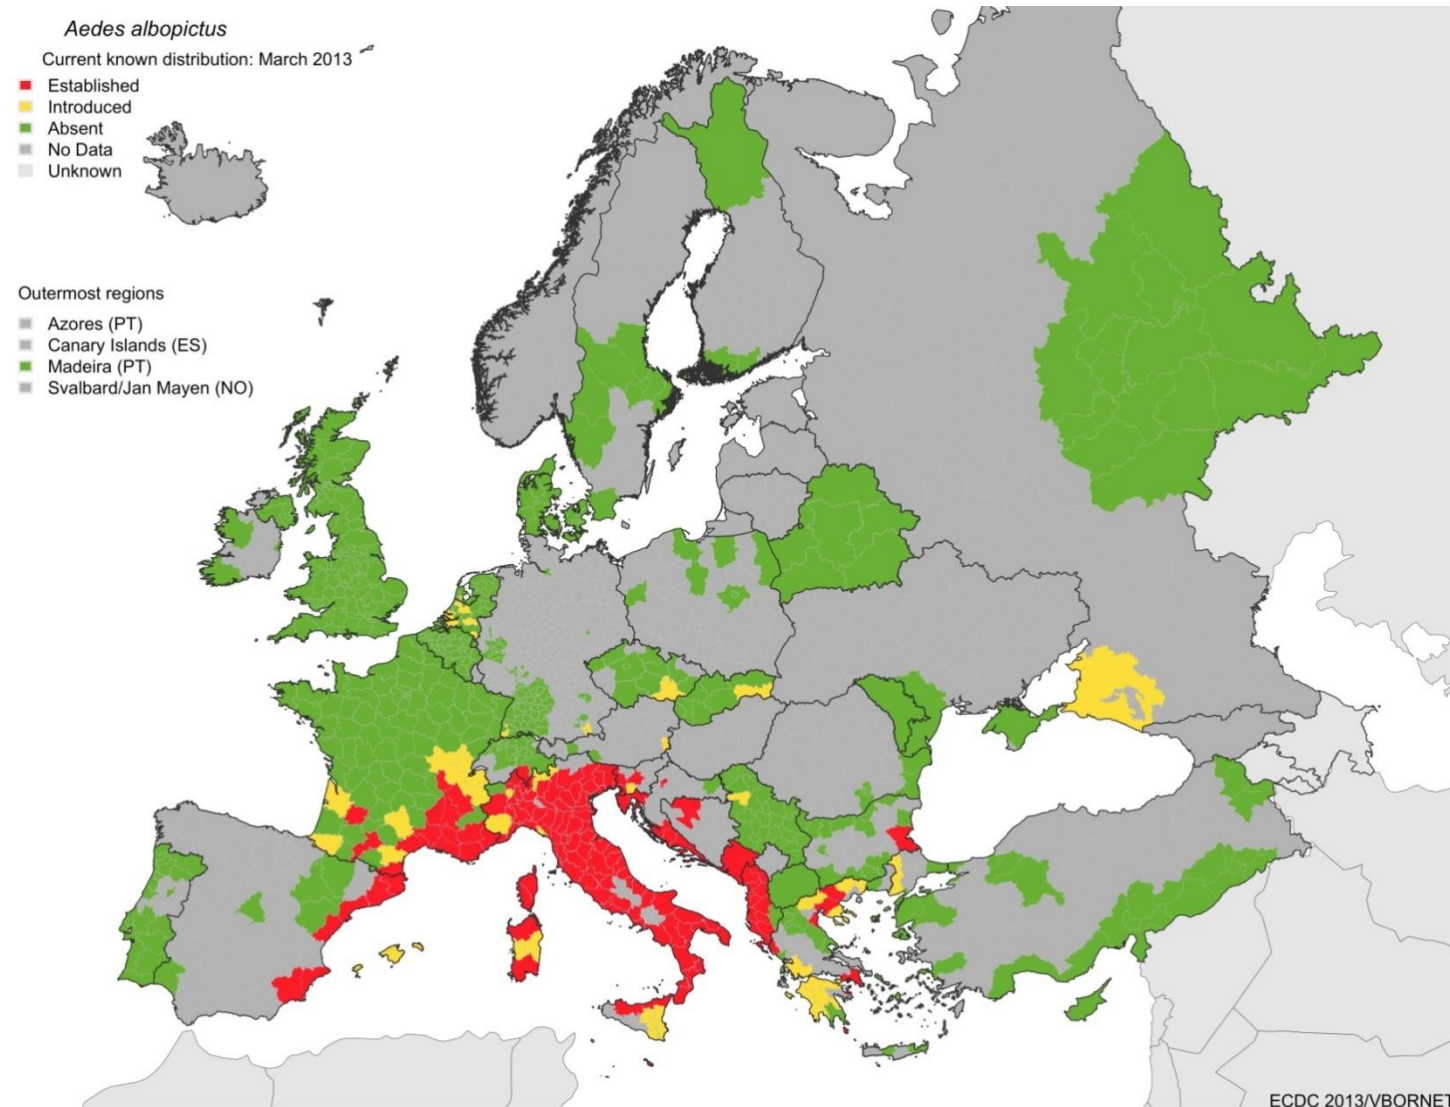 Aedes albopictus
Current known distribution: March 2013
Established
Introduced
Absent
No Data
Unknown
Outermost regions
Azores (PT)
Canary Islands (ES)
Madeira (PT)
Svalbard/Jan Mayen (NO)
ECDC 2013/VBORNET